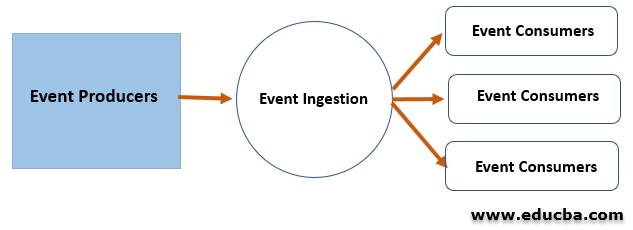 Event Producers
Event Ingestion
Event Consumers
Event Consumers
Event Consumers
www.educba.com